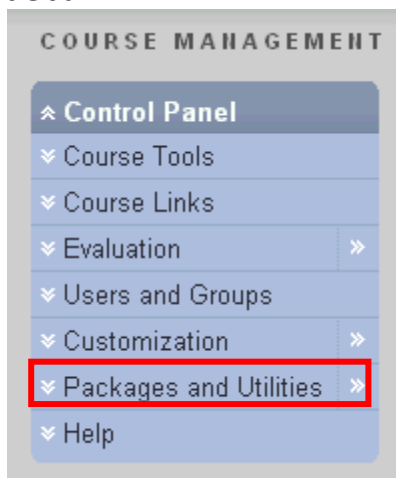 COURSE MANAGEMENT
Control Panel
Course Tools
Course Links
Evaluation
Users and Groups
Customization
Packages and Utilities
Help